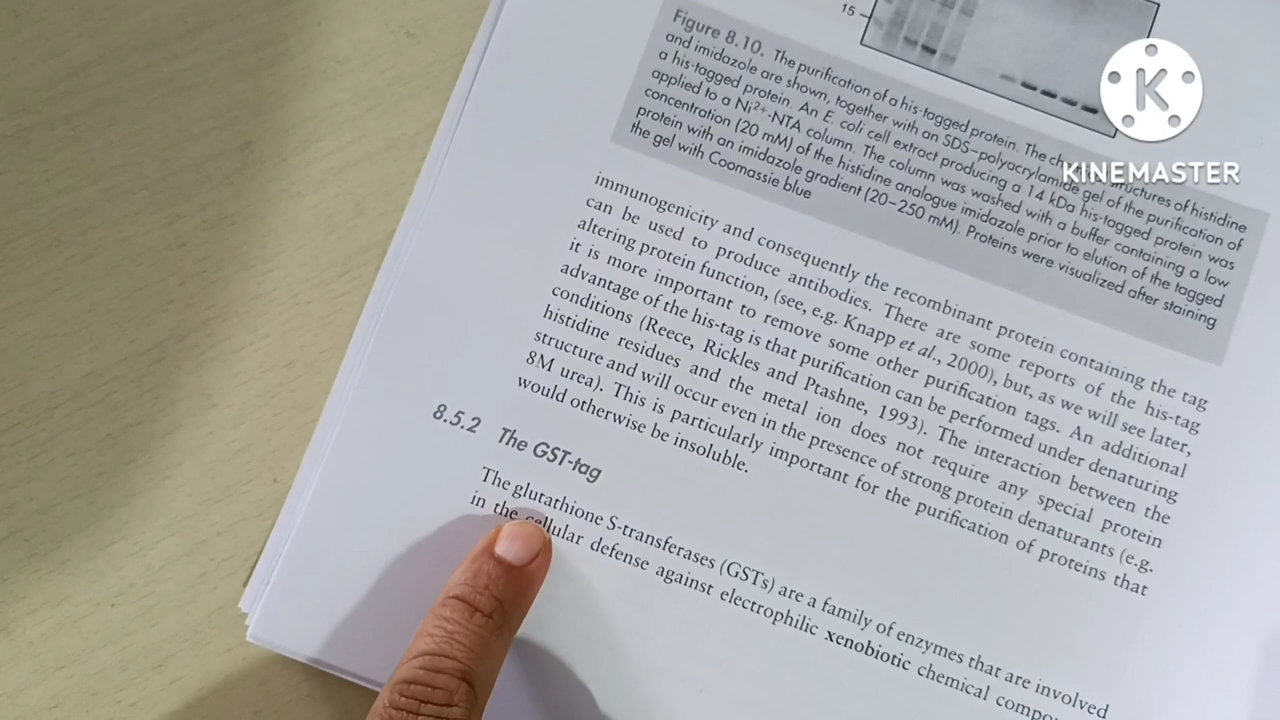 15
Figure 8.10. The purification of a his-tagged protein. The structures of histidine
and imidazole are shown, together with an SDS–polyacrylamide gel of the purification of
a his-tagged protein. An E. coli cell extract producing a 14 kDa his-tagged protein was
applied to a Ni2+-NTA column. The column was washed with a buffer containing a low
concentration (20 mM) of the histidine analogue imidazole prior to elution of the tagged
protein with an imidazole gradient (20–250 mM). Proteins were visualized after staining
the gel with Coomassie blue
K
KINEMASTER
immunogenicity and consequently the recombinant protein containing the tag
can be used to produce antibodies. There are some reports of the his-tag
altering protein function, (see, e.g. Knapp et al., 2000), but, as we will see later,
it is more important to remove some other purification tags. An additional
advantage of the his-tag is that purification can be performed under denaturing
conditions (Reece, Rickles and Ptashne, 1993). The interaction between the
histidine residues and the metal ion does not require any special protein
structure and will occur even in the presence of strong protein denaturants (e.g.
8M urea). This is particularly important for the purification of proteins that
would otherwise be insoluble.
8.5.2 The GST-tag
The glutathione S-transferases (GSTs) are a family of enzymes that are involved
in the cellular defense against electrophilic xenobiotic chemical